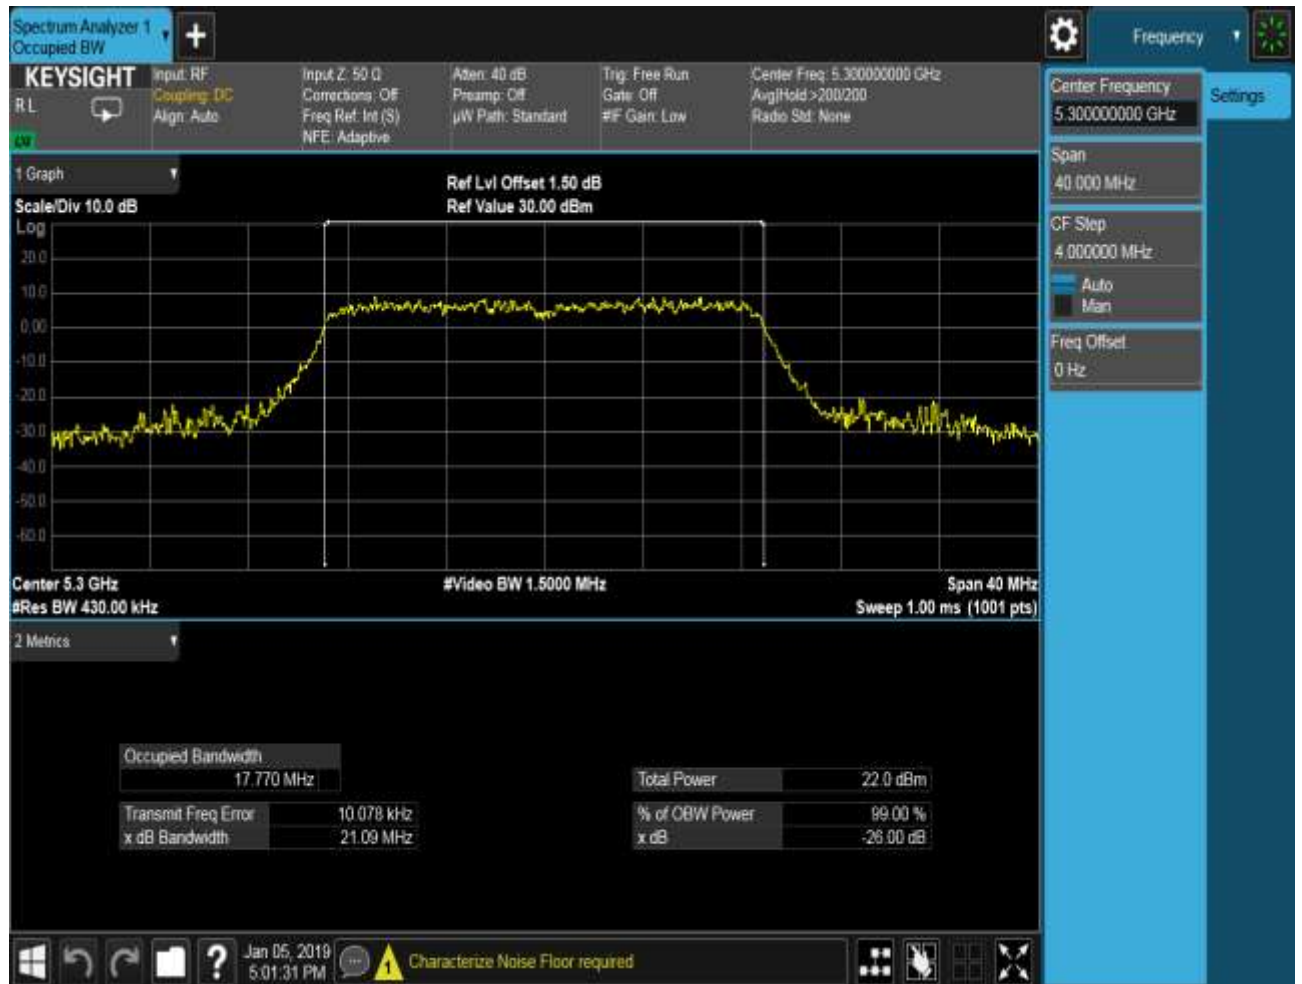 Spectrum Analyzer 1
Occupied BW
Frequency
KEYSIGHT
R L
Input: RF
Coupling: DC
Align: Auto
Input Z: 50 Ω
Corrections: Off
Freq Ref: Int (S)
NFE: Adaptive
Atten: 40 dB
Preamp: Off
µW Path: Standard
Trig: Free Run
Gate: Off
#IF Gain: Low
Center Freq: 5.300000000 GHz
Avg|Hold:>200/200
Radio Std: None
Center Frequency
5.300000000 GHz
Settings
Span
40.000 MHz
CF Step
4.000000 MHz
Auto
Man
Freq Offset
0 Hz
1 Graph
Scale/Div 10.0 dB
Ref Lvl Offset 1.50 dB
Ref Value 30.00 dBm
Log
20.0
10.0
0.00
-10.0
-20.0
-30.0
-40.0
-50.0
-60.0
Center 5.3 GHz
#Video BW 1.5000 MHz
Span 40 MHz
#Res BW 430.00 kHz
Sweep 1.00 ms (1001 pts)
2 Metrics
Occupied Bandwidth
17.770 MHz
Total Power 22.0 dBm
Transmit Freq Error 10.078 kHz
% of OBW Power 99.00 %
x dB Bandwidth 21.09 MHz
x dB -26.00 dB
?
Jan 05, 2019
5:01:31 PM
1
Characterize Noise Floor required